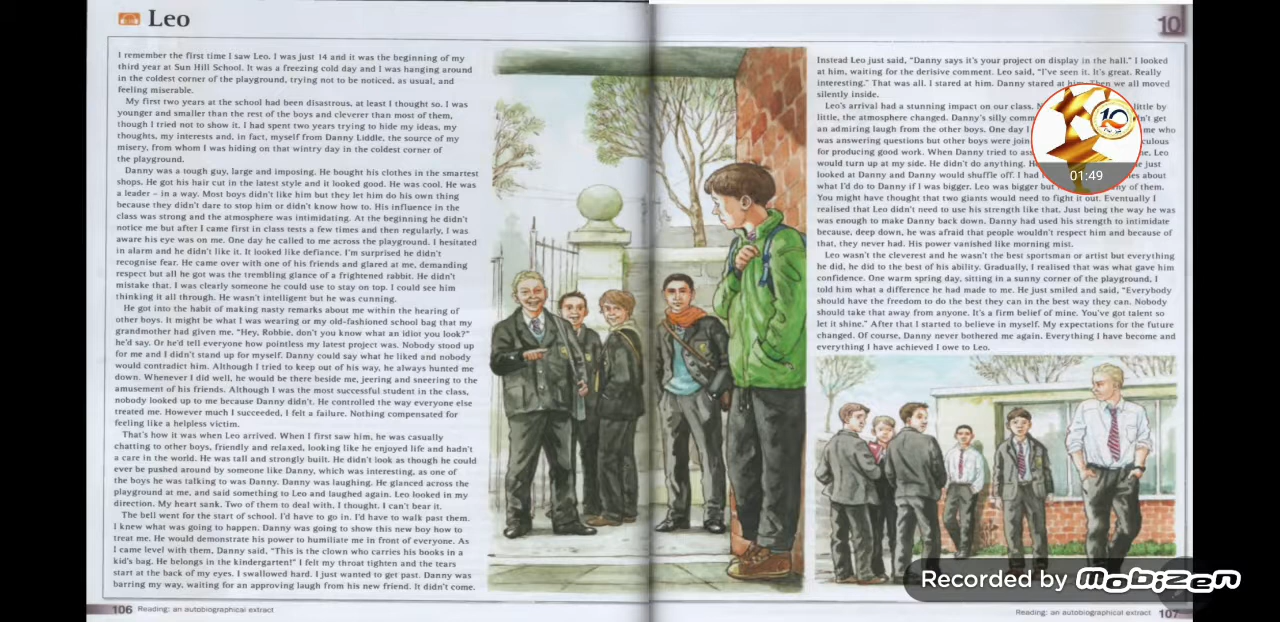 Leo
10
I remember the first time I saw Leo. I was just 14 and it was the beginning of my
third year at Sun Hill School. It was a freezing cold day and I was hanging around
in the coldest corner of the playground, trying not to be noticed, as usual, and
feeling miserable.
My first two years at the school had been disastrous, at least I thought so. I was
younger and smaller than the rest of the boys and cleverer than most of them,
though I tried not to show it. I had spent two years trying to hide my ideas, my
thoughts, my interests and, in fact, myself from Danny Liddle, the source of my
misery, from whom I was hiding on that wintry day in the coldest corner of
the playground.
Danny was a tough guy, large and imposing. He bought his clothes in the smartest
shops. He got his hair cut in the latest style and it looked good. He was cool. He was
a leader – in a way. Most boys didn't like him but they let him do his own thing
because they didn't dare to stop him or didn't know how to. His influence in the
class was strong and the atmosphere was intimidating. At the beginning he didn't
notice me but after I came first in class tests a few times and then regularly, I was
aware his eye was on me. One day he called to me across the playground. I hesitated
in alarm and he didn't like it. It looked like defiance. I'm surprised he didn't
recognise fear. He came over with one of his friends and glared at me, demanding
respect but all he got was the trembling glance of a frightened rabbit. He didn't
mistake that. I was clearly someone he could use to stay on top. I could see him
thinking it all through. He wasn't intelligent but he was cunning.
He got into the habit of making nasty remarks about me within the hearing of
other boys. It might be what I was wearing or my old-fashioned school bag that my
grandmother had given me. "Hey, Robbie, don't you know what an idiot you look?"
he'd say. Or he'd tell everyone how pointless my latest project was. Nobody stood up
for me and I didn't stand up for myself. Danny could say what he liked and nobody
would contradict him. Although I tried to keep out of his way, he always hunted me
down. Whenever I did well, he would be there beside me, jeering and sneering to the
amusement of his friends. Although I was the most successful student in the class,
nobody looked up to me because Danny didn't. He controlled the way everyone else
treated me. However much I succeeded, I felt a failure. Nothing compensated for
feeling like a helpless victim.
That's how it was when Leo arrived. When I first saw him, he was casually
chatting to other boys, friendly and relaxed, looking like he enjoyed life and hadn't
a care in the world. He was tall and strongly built. He didn't look as though he could
ever be pushed around by someone like Danny, which was interesting, as one of
the boys he was talking to was Danny. Danny was laughing. He glanced across the
playground at me, and said something to Leo and laughed again. Leo looked in my
direction. My heart sank. Two of them to deal with, I thought. I can't bear it.
The bell went for the start of school. I'd have to go in. I'd have to walk past them.
I knew what was going to happen. Danny was going to show this new boy how to
treat me. He would demonstrate his power to humiliate me in front of everyone. As
I came level with them, Danny said, "This is the clown who carries his books in a
kid's bag. He belongs in the kindergarten!" I felt my throat tighten and the tears
start at the back of my eyes. I swallowed hard. I just wanted to get past. Danny was
barring my way, waiting for an approving laugh from his new friend. It didn't come.
106 Reading: an autobiographical extract
Instead Leo just said, "Danny says it's your project on display in the hall." I looked
at him, waiting for the derisive comment. Leo said, "I've seen it. It's great. Really
interesting." That was all. I stared at him. Danny stared at him. Then we all moved
silently inside.
Leo's arrival had a stunning impact on our class. little by
little, the atmosphere changed. Danny's silly get
an admiring laugh from the other boys. One day I me who
was answering questions but other boys were
for producing good work. When Danny tried to Leo
would turn up at my side. He didn't do anything. just
looked at Danny and Danny would shuffle off. I had about
what I'd do to Danny if I was bigger. Leo was bigger but of them.
You might have thought that two giants would need to fight it out. Eventually I
realised that Leo didn't need to use his strength like that. Just being the way he was
was enough to make Danny back down. Danny had used his strength to intimidate
because, deep down, he was afraid that people wouldn't respect him and because of
that, they never had. His power vanished like morning mist.
Leo wasn't the cleverest and he wasn't the best sportsman or artist but everything
he did, he did to the best of his ability. Gradually, I realised that was what gave him
confidence. One warm spring day, sitting in a sunny corner of the playground, I
told him what a difference he had made to me. He just smiled and said, "Everybody
should have the freedom to do the best they can in the best way they can. Nobody
should take that away from anyone. It's a firm belief of mine. You've got talent so
let it shine." After that I started to believe in myself. My expectations for the future
changed. Of course, Danny never bothered me again. Everything I have become and
everything I have achieved I owe to Leo.
10
01:49
Recorded by Mobizen
Reading: an autobiographical extract 107